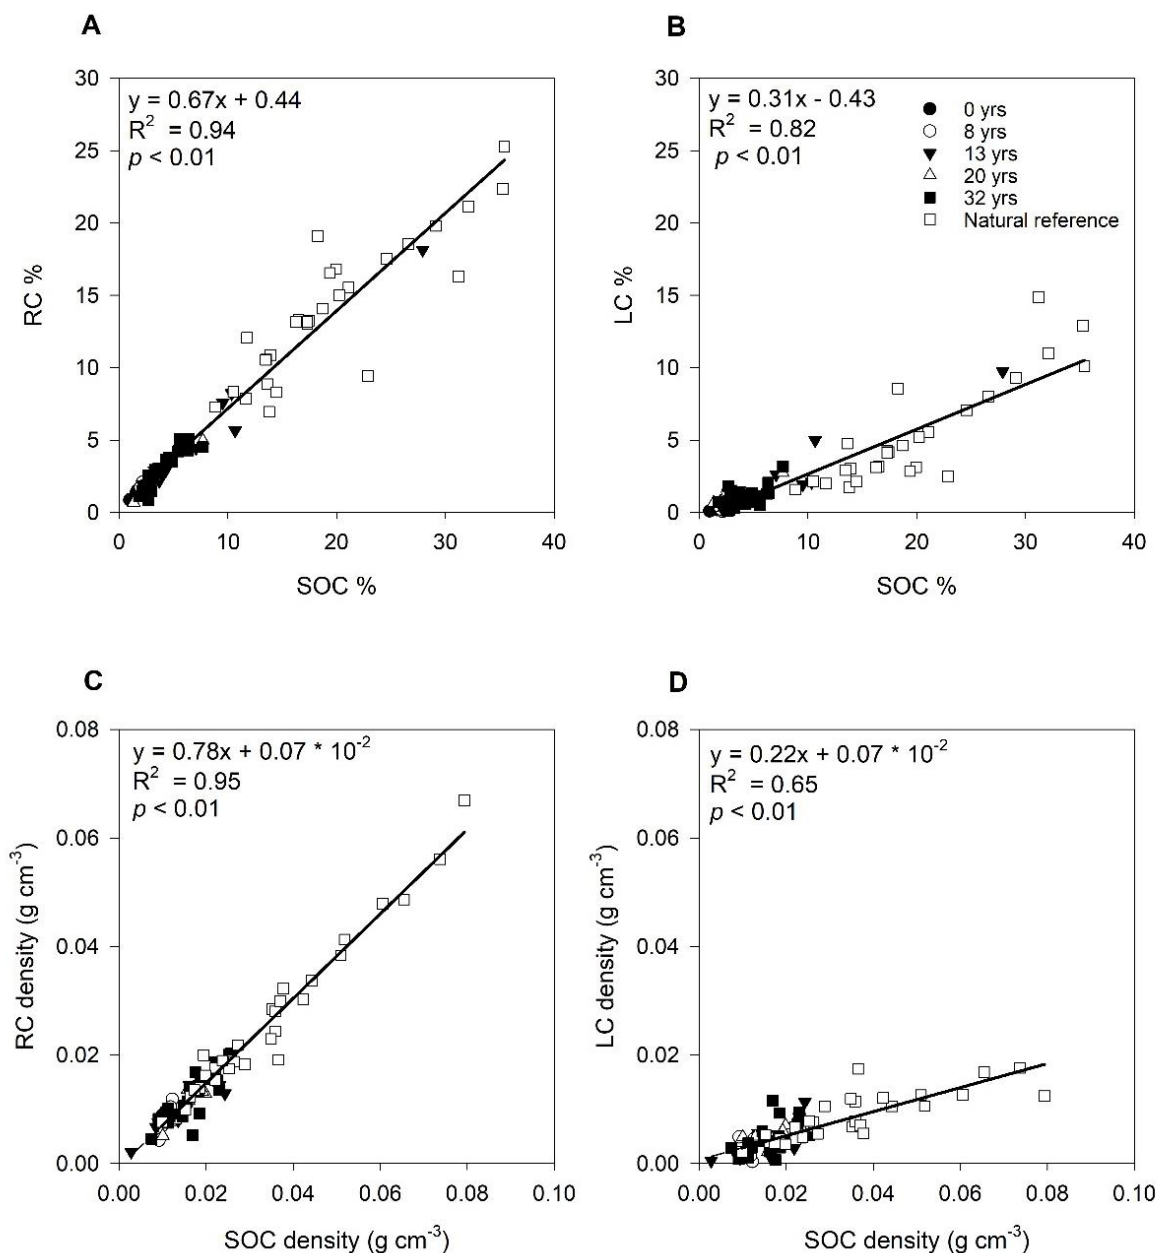 A
y = 0.67x + 0.44
R² = 0.94
p < 0.01
30
25
20
15
10
5
0
RC %
0 10 20 30 40
SOC %
B
y = 0.31x - 0.43
R² = 0.82
p < 0.01
0 yrs
8 yrs
13 yrs
20 yrs
32 yrs
Natural reference
30
25
20
15
10
5
0
LC %
0 10 20 30 40
SOC %
C
y = 0.78x + 0.07 * 10⁻²
R² = 0.95
p < 0.01
0.08
0.06
0.04
0.02
0.00
RC density (g cm⁻³)
0.00 0.02 0.04 0.06 0.08 0.10
SOC density (g cm⁻³)
D
y = 0.22x + 0.07 * 10⁻²
R² = 0.65
p < 0.01
0.08
0.06
0.04
0.02
0.00
LC density (g cm⁻³)
0.00 0.02 0.04 0.06 0.08 0.10
SOC density (g cm⁻³)